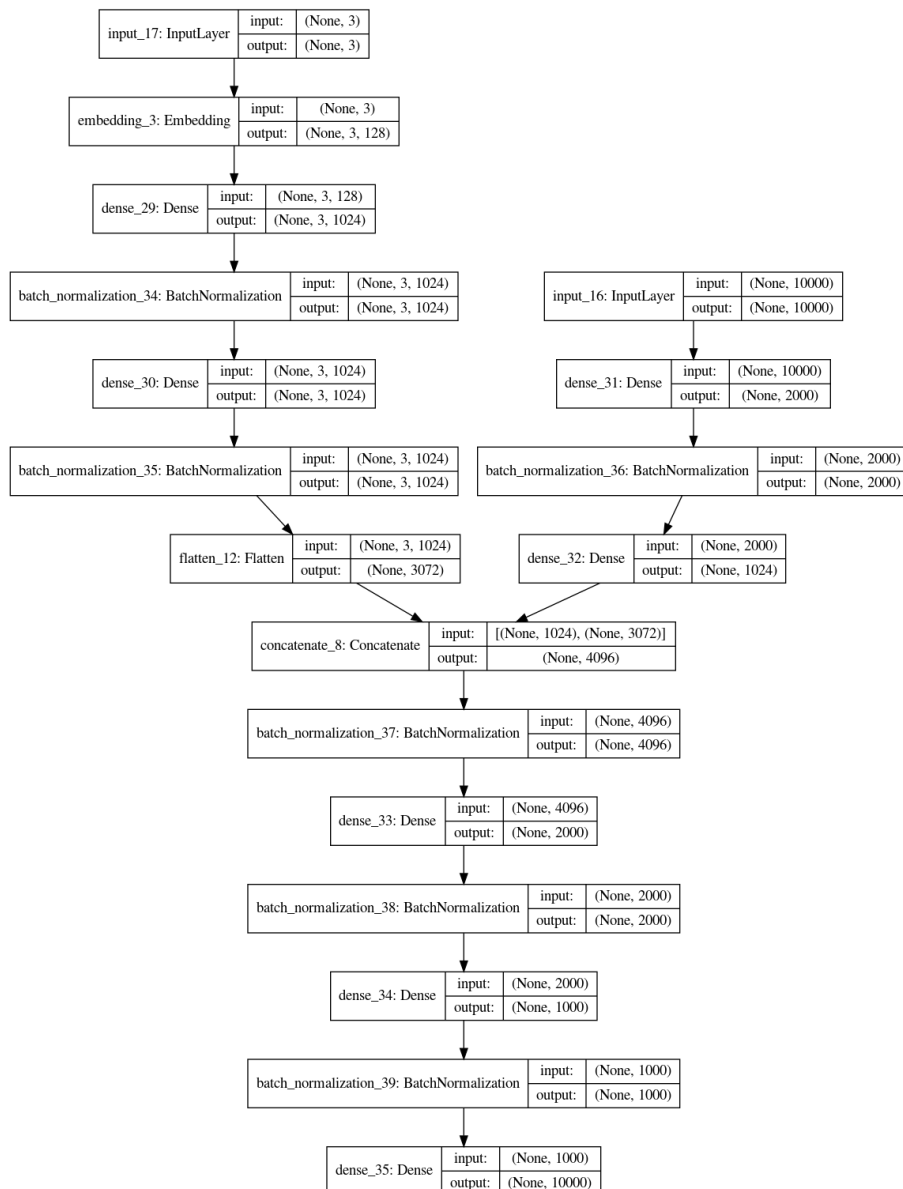 input_17: InputLayer
input: (None, 3)
output: (None, 3)
embedding_3: Embedding
input: (None, 3)
output: (None, 3, 128)
dense_29: Dense
input: (None, 3, 128)
output: (None, 3, 1024)
batch_normalization_34: BatchNormalization
input: (None, 3, 1024)
output: (None, 3, 1024)
input_16: InputLayer
input: (None, 10000)
output: (None, 10000)
dense_30: Dense
input: (None, 3, 1024)
output: (None, 3, 1024)
dense_31: Dense
input: (None, 10000)
output: (None, 2000)
batch_normalization_35: BatchNormalization
input: (None, 3, 1024)
output: (None, 3, 1024)
batch_normalization_36: BatchNormalization
input: (None, 2000)
output: (None, 2000)
flatten_12: Flatten
input: (None, 3, 1024)
output: (None, 3072)
dense_32: Dense
input: (None, 2000)
output: (None, 1024)
concatenate_8: Concatenate
input: [(None, 1024), (None, 3072)]
output: (None, 4096)
batch_normalization_37: BatchNormalization
input: (None, 4096)
output: (None, 4096)
dense_33: Dense
input: (None, 4096)
output: (None, 2000)
batch_normalization_38: BatchNormalization
input: (None, 2000)
output: (None, 2000)
dense_34: Dense
input: (None, 2000)
output: (None, 1000)
batch_normalization_39: BatchNormalization
input: (None, 1000)
output: (None, 1000)
dense_35: Dense
input: (None, 1000)
output: (None, 10000)